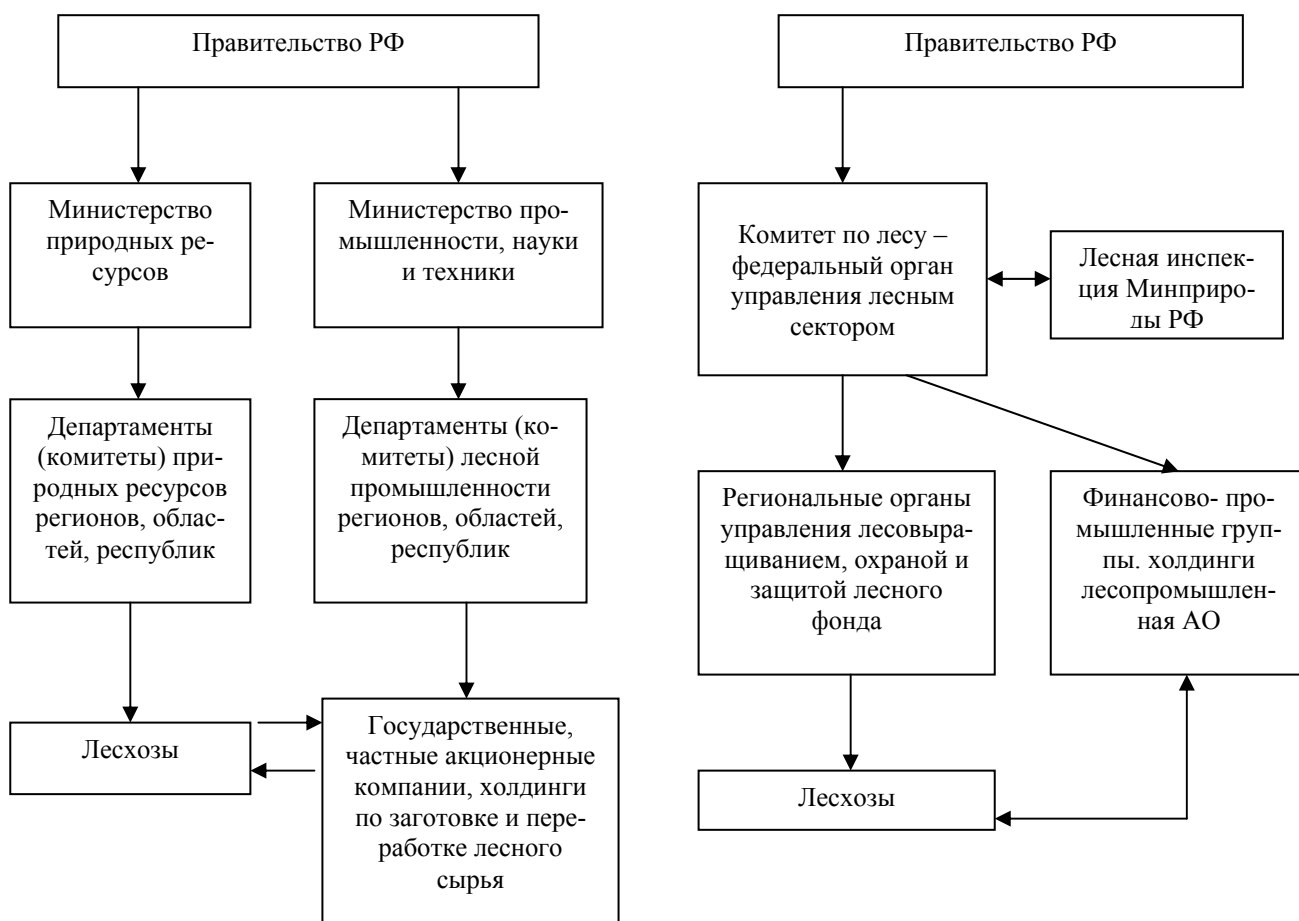 Правительство РФ
Министерство
природных ре-
сурсов
Министерство про-
мышленности, науки
и техники
Департаменты
(комитеты) при-
родных ресурсов
регионов, облас-
тей, республик
Департаменты (ко-
митеты) лесной
промышленности
регионов, областей,
республик
Лесхозы
Государственные,
частные акционерные
компании, холдинги
по заготовке и пере-
работке лесного
сырья
Правительство РФ
Комитет по лесу –
федеральный орган
управления лесным
сектором
Лесная инспек-
ция Минприро-
ды РФ
Региональные органы
управления лесовыра-
щиванием, охраной и
защитой лесного
фонда
Финансово- про-
мышленные груп-
пы. холдинги
лесопромышлен-
ная АО
Лесхозы